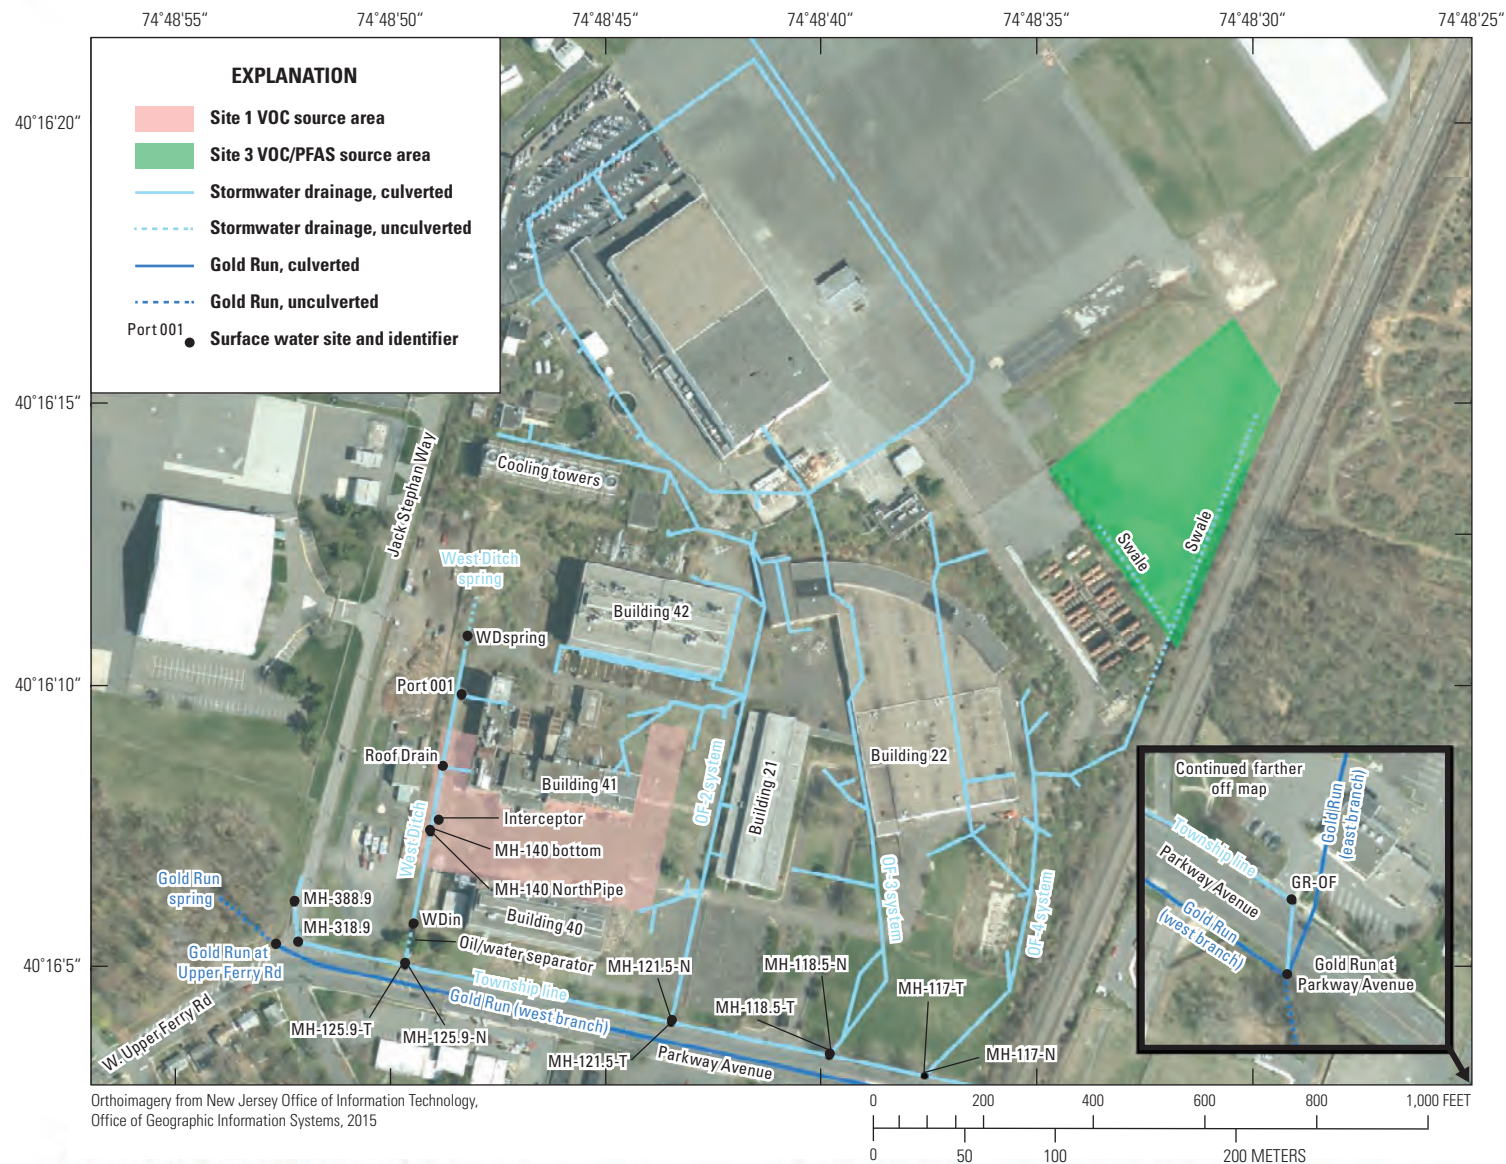 74°48'55"
74°48'50"
74°48'45"
74°48'40"
74°48'35"
74°48'30"
74°48'25"
40°16'20"
40°16'15"
40°16'10"
40°16'5"
EXPLANATION
Site 1 VOC source area
Site 3 VOC/PFAS source area
Stormwater drainage, culverted
Stormwater drainage, unculverted
Gold Run, culverted
Gold Run, unculverted
Port 001
Surface water site and identifier
Jack Stephan Way
Cooling towers
West Ditch
spring
WDspring
Building 42
Swale
Swale
Port 001
Roof Drain
Building 41
OF-2 system
Building 21
Building 22
West Ditch
Interceptor
MH-140 bottom
MH-140 NorthPipe
Gold Run
spring
MH-388.9
MH-318.9
WDin
Building 40
Oil/water separator
OF-3 system
OF-4 system
Gold Run at
Upper Ferry Rd
W. Upper Ferry Rd
MH-125.9-T
MH-125.9-N
Township line
Gold Run (west branch)
MH-121.5-N
MH-121.5-T
MH-118.5-N
MH-118.5-T
MH-117-T
MH-117-N
Parkway Avenue
Continued farther
off map
Gold Run
(east branch)
Township line
Parkway Avenue
GR-OF
Gold Run
(west branch)
Gold Run at
Parkway Avenue
Orthoimagery from New Jersey Office of Information Technology,
Office of Geographic Information Systems, 2015
0 200 400 600 800 1,000 FEET
0 50 100 200 METERS